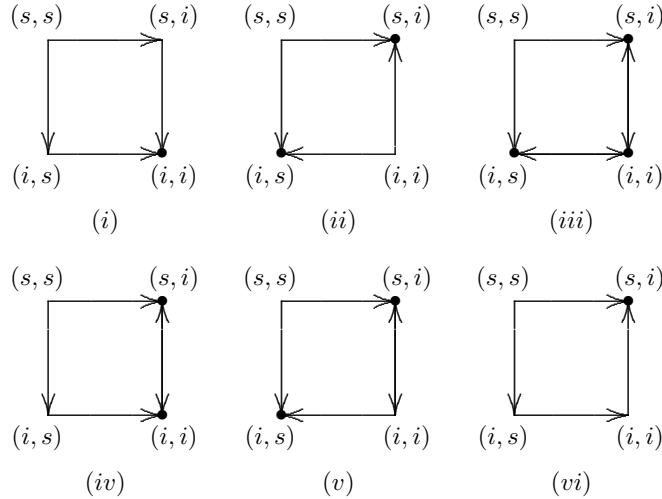 (s, s) (s, i) (s, s) (s, i) (s, s) (s, i)
(i, s) (i, i) (i, s) (i, i) (i, s) (i, i)
(i) (ii) (iii)
(s, s) (s, i) (s, s) (s, i) (s, s) (s, i)
(i, s) (i, i) (i, s) (i, i) (i, s) (i, i)
(iv) (v) (vi)